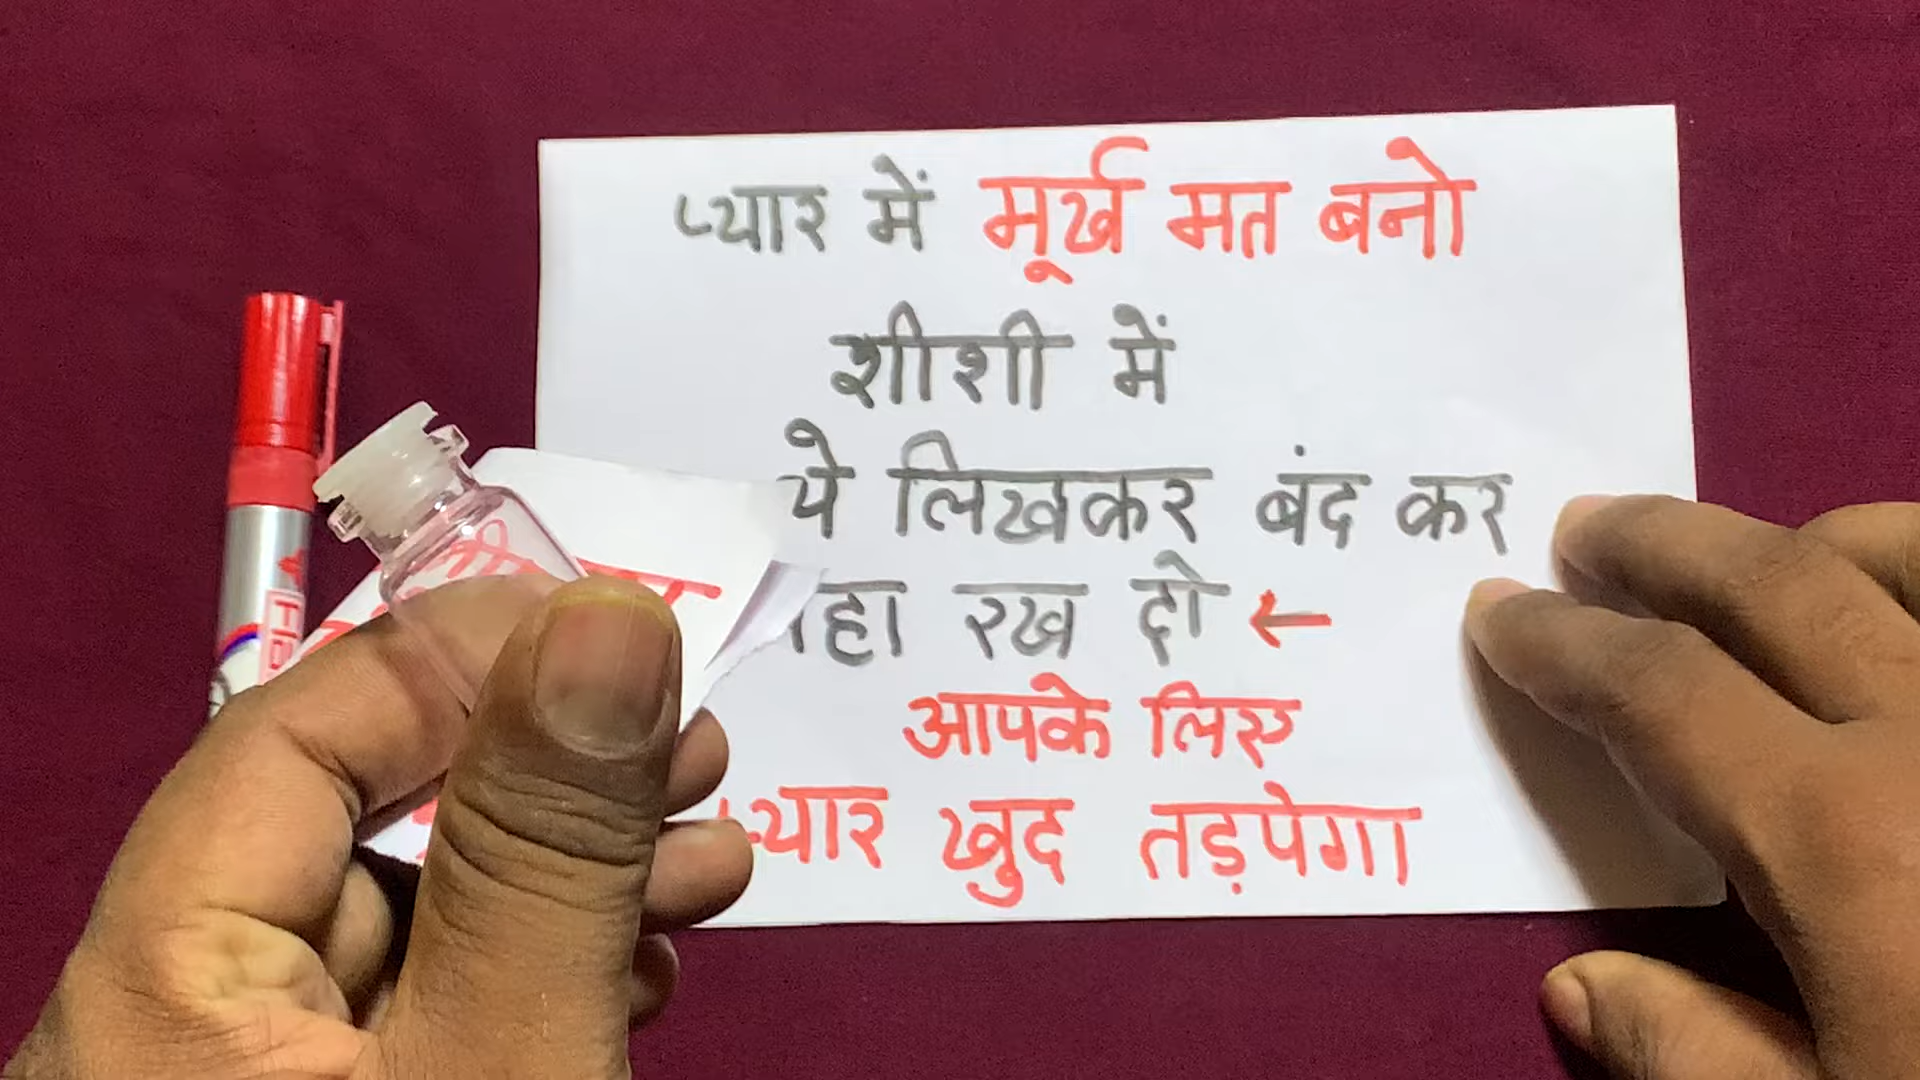 प्यार में मूर्ख मत बनो
शीशी में
ये लिखकर बंद कर
रख दो ←
आपके लिए
प्यार खुद तड़पेगा